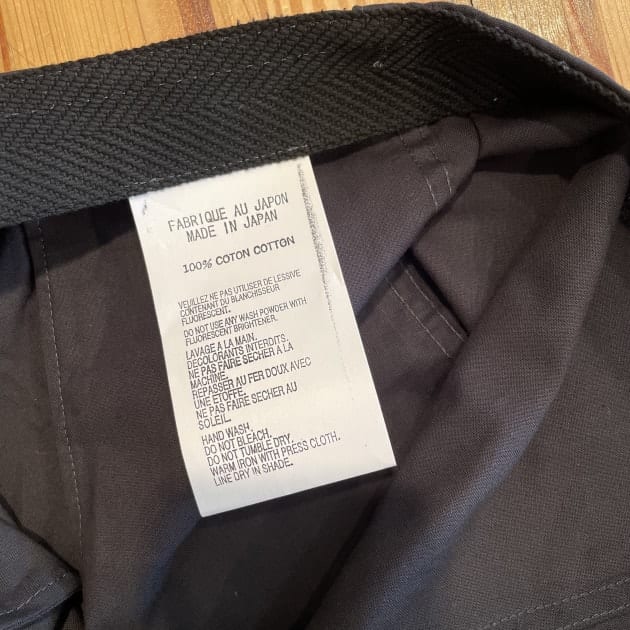 FABRIQUE AU JAPON
MADE IN JAPAN
100% COTON COTTON
VEUILLEZ NE PAS UTILISER DE LESSIVE
CONTENANT DU BLANCHISSEUR
FLUORESCENT.
DO NOT USE ANY WASH POWDER WITH
FLUORESCENT BRIGHTENER.
LAVAGE A LA MAIN.
DECOLORANTS INTERDITS.
NE PAS FAIRE SECHER A LA
MACHINE.
REPASSER AU FER DOUX AVEC
UNE ETOFFE.
NE PAS FAIRE SECHER AU
SOLEIL.
HAND WASH.
DO NOT BLEACH.
DO NOT TUMBLE DRY.
WARM IRON WITH PRESS CLOTH.
LINE DRY IN SHADE.